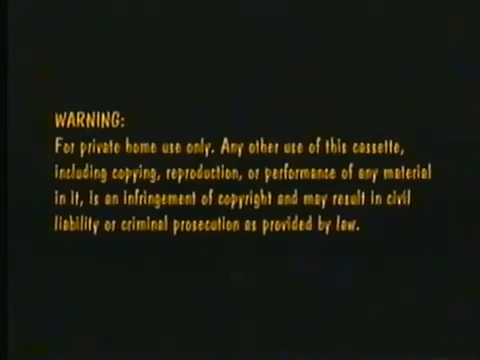 WARNING:
For private home use only. Any other use of this cassette,
including copying, reproduction, or performance of any material
in it, is an infringement of copyright and may result in civil
liability or criminal prosecution as provided by law.